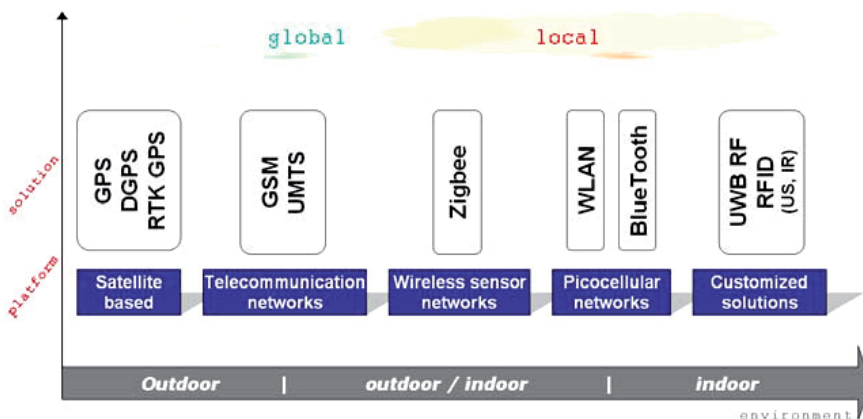 global
local
solution
GPS
DGPS
RTK GPS
GSM
UMTS
Zigbee
WLAN
BlueTooth
UWB RF
RFID
(US, IR)
platform
Satellite
based
Telecommunication
networks
Wireless sensor
networks
Picocellular
networks
Customized
solutions
Outdoor | outdoor / indoor | indoor
environment